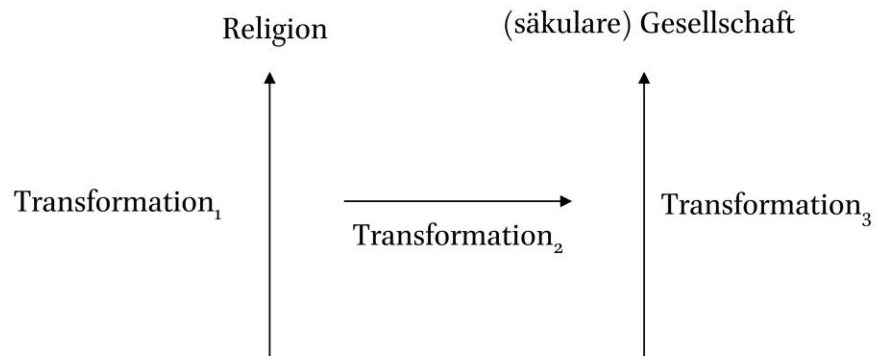 Religion
(säkulare) Gesellschaft
Transformation₁
Transformation₂
Transformation₃